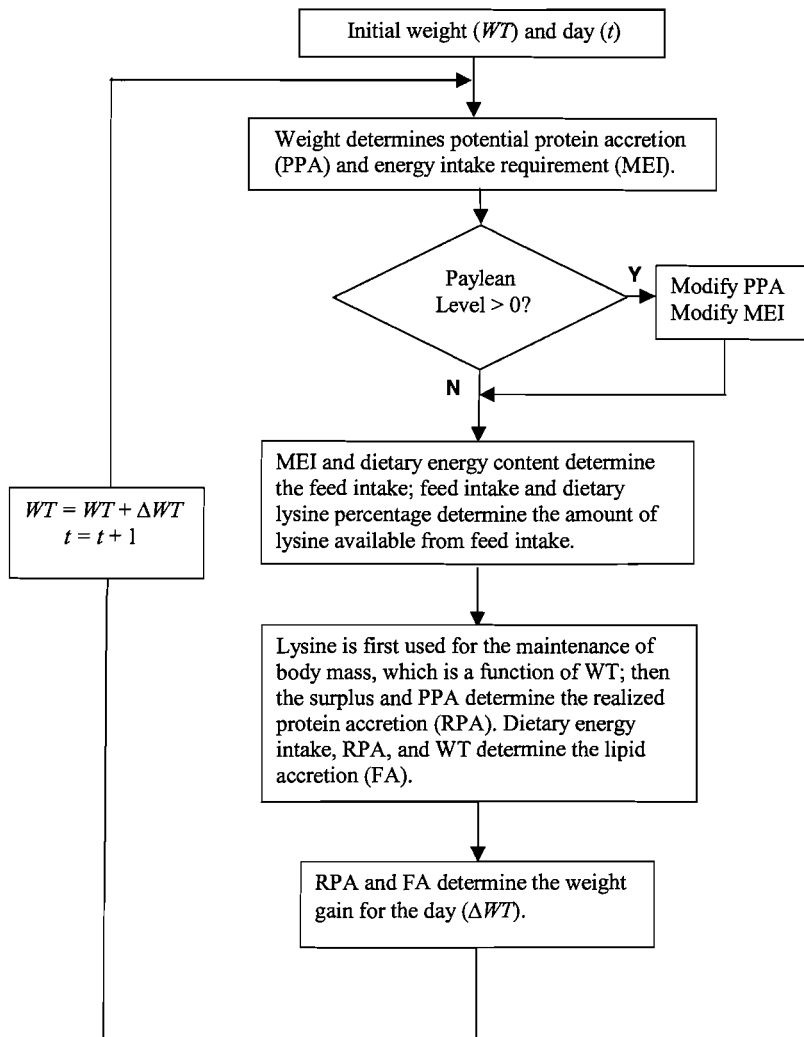 Initial weight (WT) and day (t)
Weight determines potential protein accretion
(PPA) and energy intake requirement (MEI).
Paylean
Level > 0?
Y
Modify PPA
Modify MEI
N
MEI and dietary energy content determine
the feed intake; feed intake and dietary
lysine percentage determine the amount of
lysine available from feed intake.
WT = WT + ΔWT
t = t + 1
Lysine is first used for the maintenance of
body mass, which is a function of WT; then
the surplus and PPA determine the realized
protein accretion (RPA). Dietary energy
intake, RPA, and WT determine the lipid
accretion (FA).
RPA and FA determine the weight
gain for the day (ΔWT).